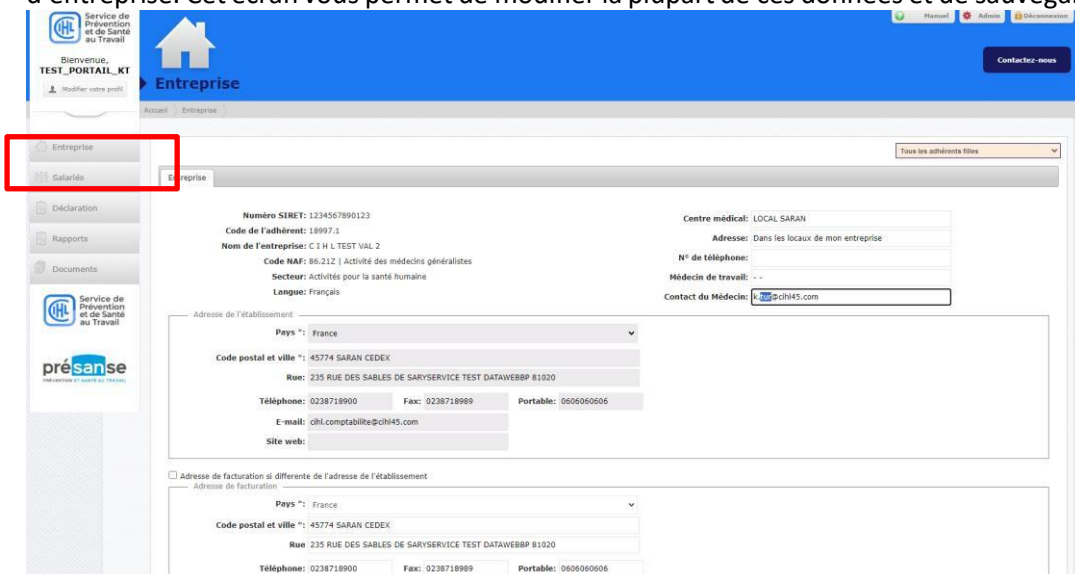 d'entreprise. Cet écran vous permet de modifier la plupart de ces données et de sauvegar
CIHL
Service de
Prévention
et de Santé
au Travail
Manuel
Admin
Déconnexion
Bienvenue,
TEST_PORTAIL_KT
Modifier votre profil
Entreprise
Contactez-nous
Accueil
Entreprise
Entreprise
Salariés
Déclaration
Rapports
Documents
CIHL
Service de
Prévention
et de Santé
au Travail
présanse
PRÉVENTION ET SANTÉ AU TRAVAIL
Tous les adhérents filles
Entreprise
Numéro SIRET: 1234567890123
Code de l'adhérent: 18997.1
Nom de l'entreprise: C I H L TEST VAL 2
Code NAF: 86.21Z | Activité des médecins généralistes
Secteur: Activités pour la santé humaine
Langue: Français
Centre médical: LOCAL SARAN
Adresse: Dans les locaux de mon entreprise
N° de téléphone:
Médecin de travail: - -
Contact du Médecin: k.zur@cihl45.com
Adresse de l'établissement
Pays *: France
Code postal et ville *: 45774 SARAN CEDEX
Rue: 235 RUE DES SABLES DE SARYSERVICE TEST DATAWEBBP 81020
Téléphone: 0238718900 Fax: 0238718989 Portable: 0606060606
E-mail: cihl.comptabilite@cihl45.com
Site web:
Adresse de facturation si differente de l'adresse de l'établissement
Adresse de facturation
Pays *: France
Code postal et ville *: 45774 SARAN CEDEX
Rue 235 RUE DES SABLES DE SARYSERVICE TEST DATAWEBBP 81020
Téléphone: 0238718900 Fax: 0238718989 Portable: 0606060606